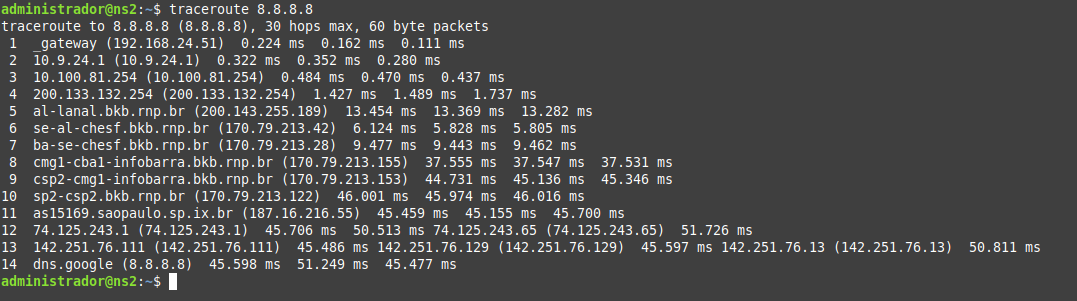 administrador@ns2:~$ traceroute 8.8.8.8
traceroute to 8.8.8.8 (8.8.8.8), 30 hops max, 60 byte packets
 1  _gateway (192.168.24.51)  0.224 ms  0.162 ms  0.111 ms
 2  10.9.24.1 (10.9.24.1)  0.322 ms  0.352 ms  0.280 ms
 3  10.100.81.254 (10.100.81.254)  0.484 ms  0.470 ms  0.437 ms
 4  200.133.132.254 (200.133.132.254)  1.427 ms  1.489 ms  1.737 ms
 5  al-lanal.bkb.rnp.br (200.143.255.189)  13.454 ms  13.369 ms  13.282 ms
 6  se-al-chesf.bkb.rnp.br (170.79.213.42)  6.124 ms  5.828 ms  5.805 ms
 7  ba-se-chesf.bkb.rnp.br (170.79.213.28)  9.477 ms  9.443 ms  9.462 ms
 8  cmg1-cba1-infobarra.bkb.rnp.br (170.79.213.155)  37.555 ms  37.547 ms  37.531 ms
 9  csp2-cmg1-infobarra.bkb.rnp.br (170.79.213.153)  44.731 ms  45.136 ms  45.346 ms
10  sp2-csp2.bkb.rnp.br (170.79.213.122)  46.001 ms  45.974 ms  46.016 ms
11  as15169.saopaulo.sp.ix.br (187.16.216.55)  45.459 ms  45.155 ms  45.700 ms
12  74.125.243.1 (74.125.243.1)  45.706 ms  50.513 ms 74.125.243.65 (74.125.243.65)  51.726 ms
13  142.251.76.111 (142.251.76.111)  45.486 ms 142.251.76.129 (142.251.76.129)  45.597 ms 142.251.76.13 (142.251.76.13)  50.811 ms
14  dns.google (8.8.8.8)  45.598 ms  51.249 ms  45.477 ms
administrador@ns2:~$